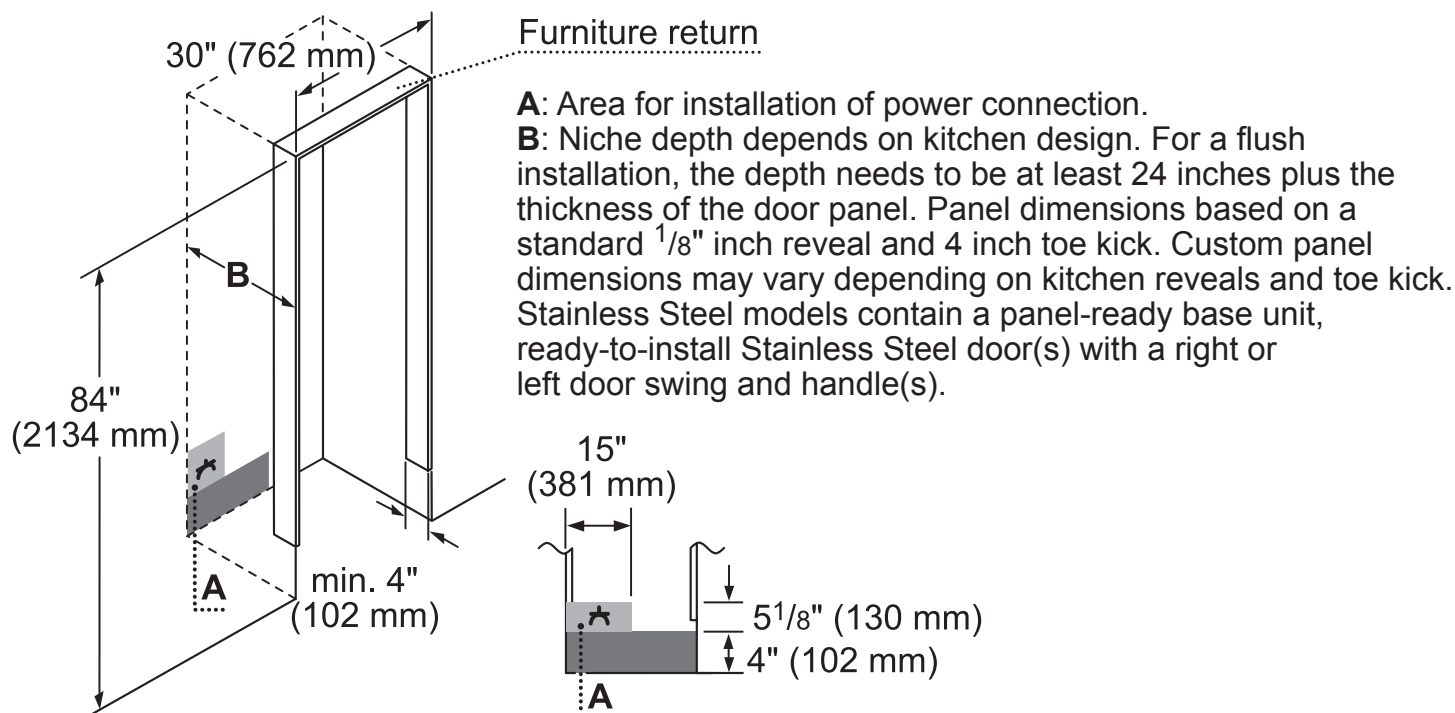 30" (762 mm)
Furniture return
A: Area for installation of power connection.
B: Niche depth depends on kitchen design. For a flush
installation, the depth needs to be at least 24 inches plus the
thickness of the door panel. Panel dimensions based on a
standard 1/8" inch reveal and 4 inch toe kick. Custom panel
dimensions may vary depending on kitchen reveals and toe kick.
Stainless Steel models contain a panel-ready base unit,
ready-to-install Stainless Steel door(s) with a right or
left door swing and handle(s).
B
84"
(2134 mm)
A
min. 4"
(102 mm)
15"
(381 mm)
5 1/8" (130 mm)
4" (102 mm)
A